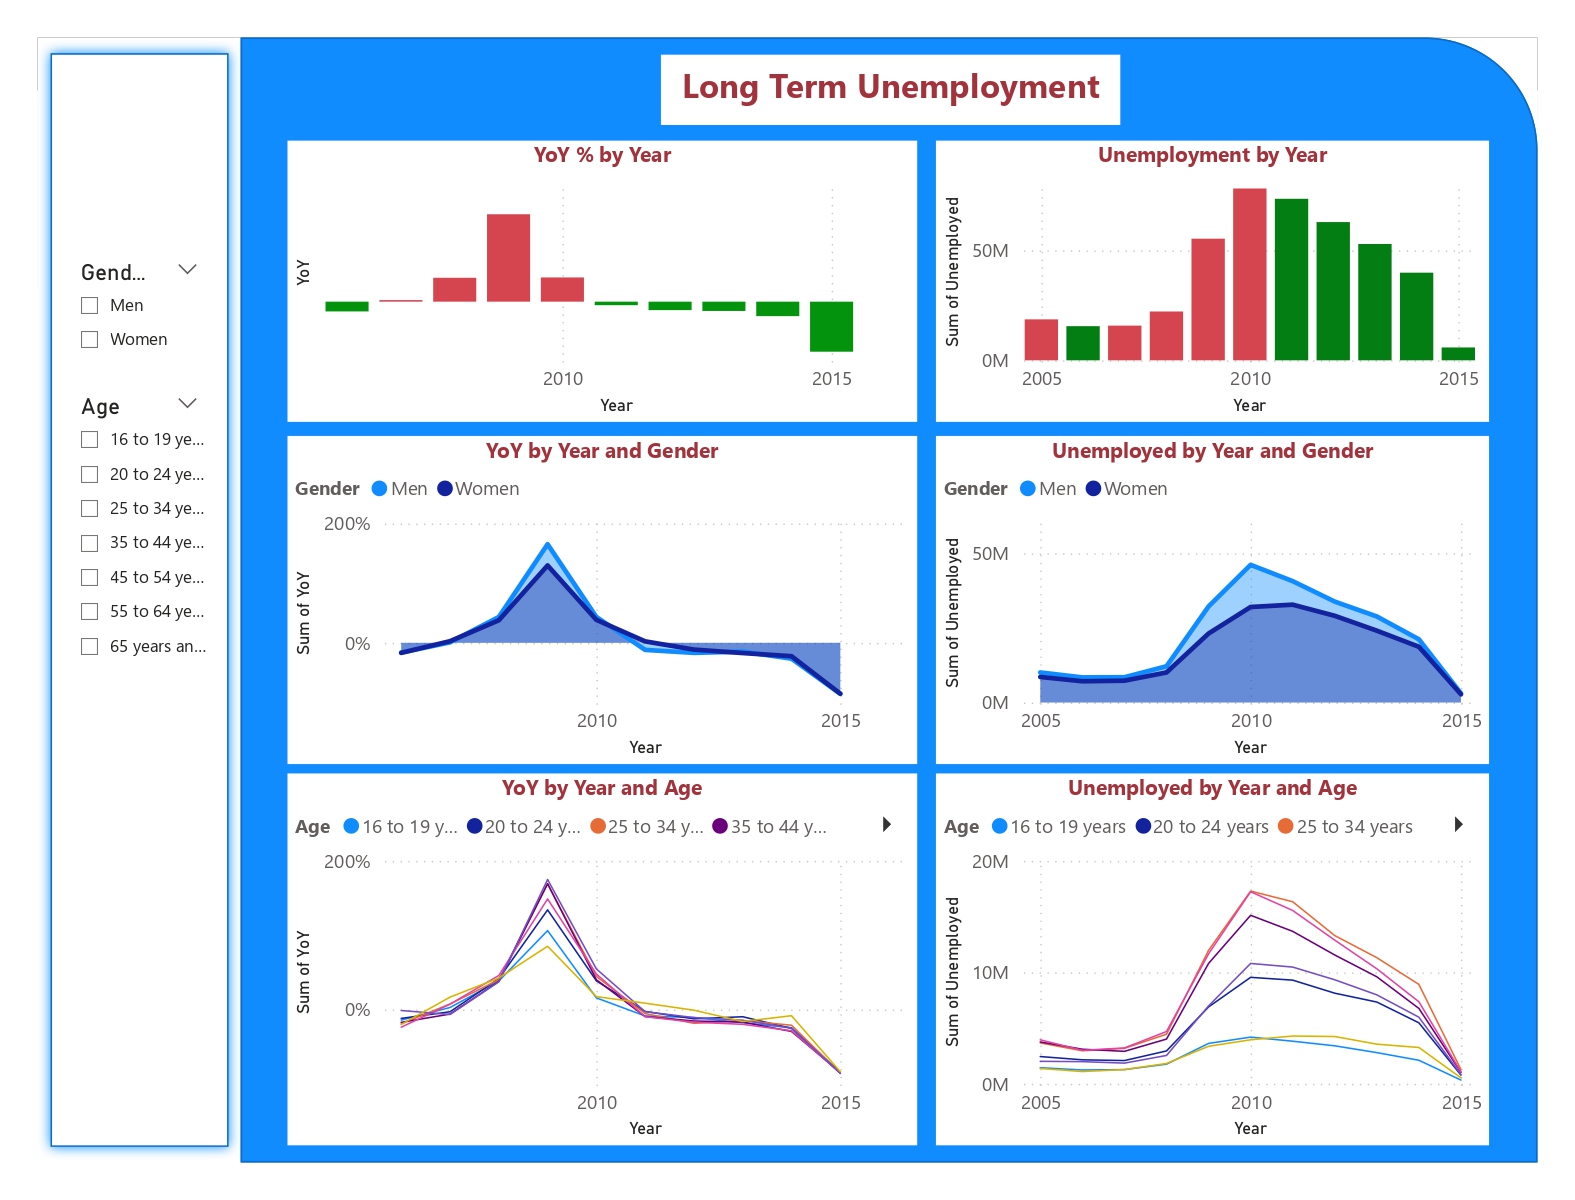 Long Term Unemployment
Gend...
Men
Women
Age
16 to 19 ye...
20 to 24 ye...
25 to 34 ye...
35 to 44 ye...
45 to 54 ye...
55 to 64 ye...
65 years an...
YoY % by Year
YoY
2010 2015
Year
Unemployment by Year
Sum of Unemployed
50M
0M
2005 2010 2015
Year
YoY by Year and Gender
Gender Men Women
Sum of YoY
200%
0%
2010 2015
Year
Unemployed by Year and Gender
Gender Men Women
Sum of Unemployed
50M
0M
2005 2010 2015
Year
YoY by Year and Age
Age 16 to 19 y... 20 to 24 y... 25 to 34 y... 35 to 44 y...
Sum of YoY
200%
0%
2010 2015
Year
Unemployed by Year and Age
Age 16 to 19 years 20 to 24 years 25 to 34 years
Sum of Unemployed
20M
10M
0M
2005 2010 2015
Year